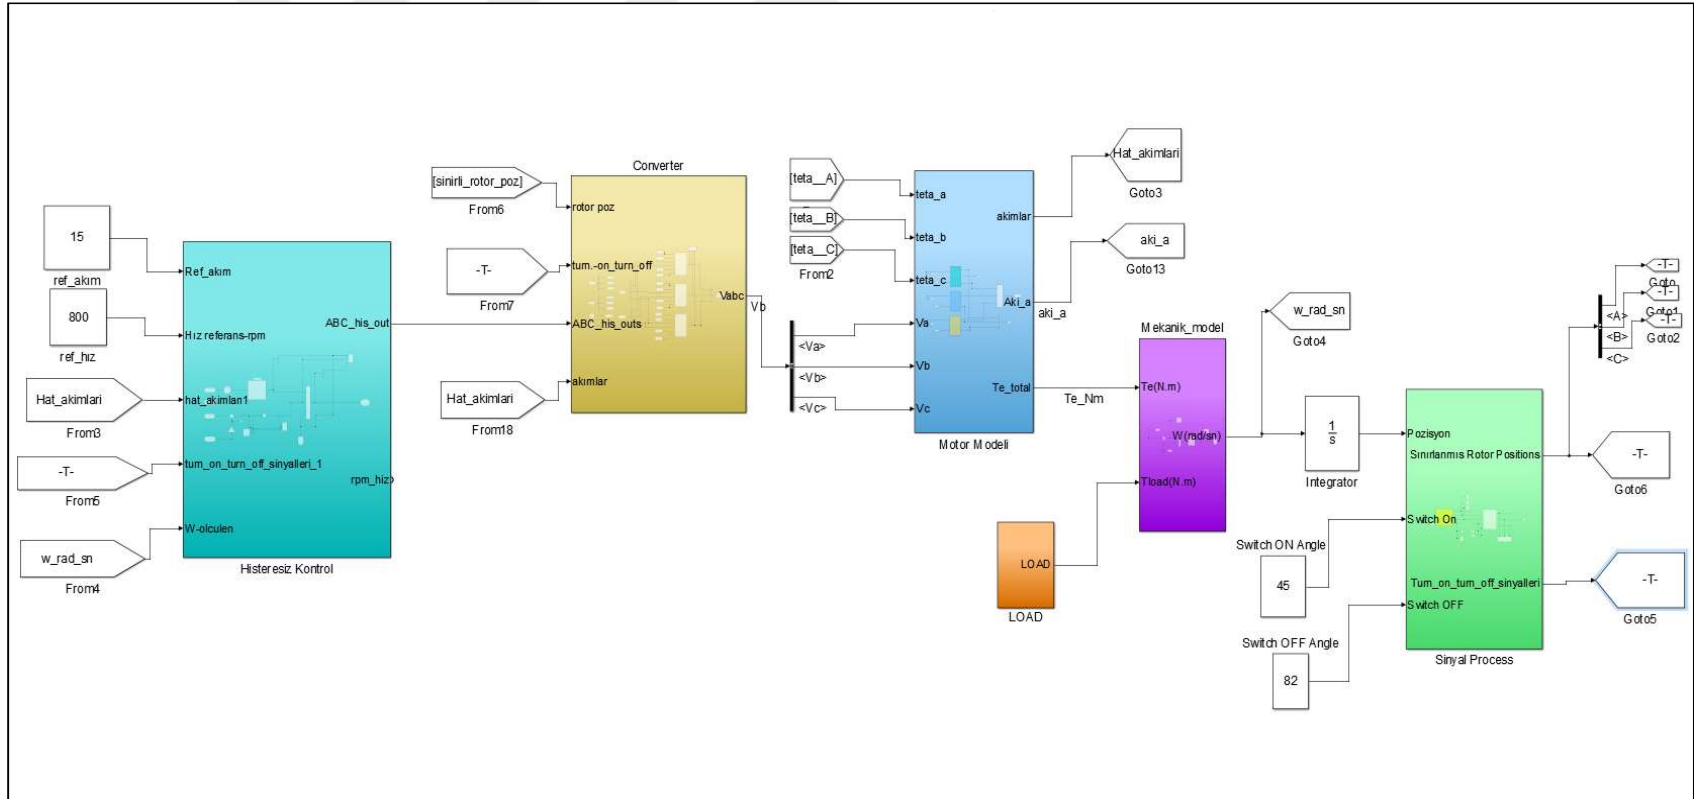 15
ref_akım
800
ref_hız
Hat_akimlari
From3
-T-
From5
w_rad_sn
From4
Ref_akım
Hız referans-rpm
hat_akimları1
turn_on_turn_off_sinyalleri_1
W-olculen
ABC_his_out
rpm_hiz
Histeresiz Kontrol
[sinirli_rotor_poz]
From6
-T-
From7
Hat_akimlari
From18
Converter
rotor poz
turn.-on_turn_off
ABC_his_outs
akımlar
Vabc
Vb
<Va>
<Vb>
<Vc>
[teta__A]
[teta__B]
[teta__C]
From2
teta_a
teta_b
teta_c
Va
Vb
Vc
akimlar
Aki_a
Te_total
Motor Modeli
Hat_akimlari
Goto3
aki_a
Goto13
aki_a
Te_Nm
LOAD
LOAD
Mekanik_model
Te(N.m)
W(rad/sn)
Tload(N.m)
w_rad_sn
Goto4
1
s
Integrator
Switch ON Angle
45
Switch OFF Angle
82
Pozisyon
Sınırlanmıs Rotor Positions
Switch On
Turn_on_turn_off_sinyalleri
Switch OFF
Sinyal Process
-T-
Goto
-T-
<A>
Goto1
-T-
<B>
Goto2
<C>
-T-
Goto6
-T-
Goto5